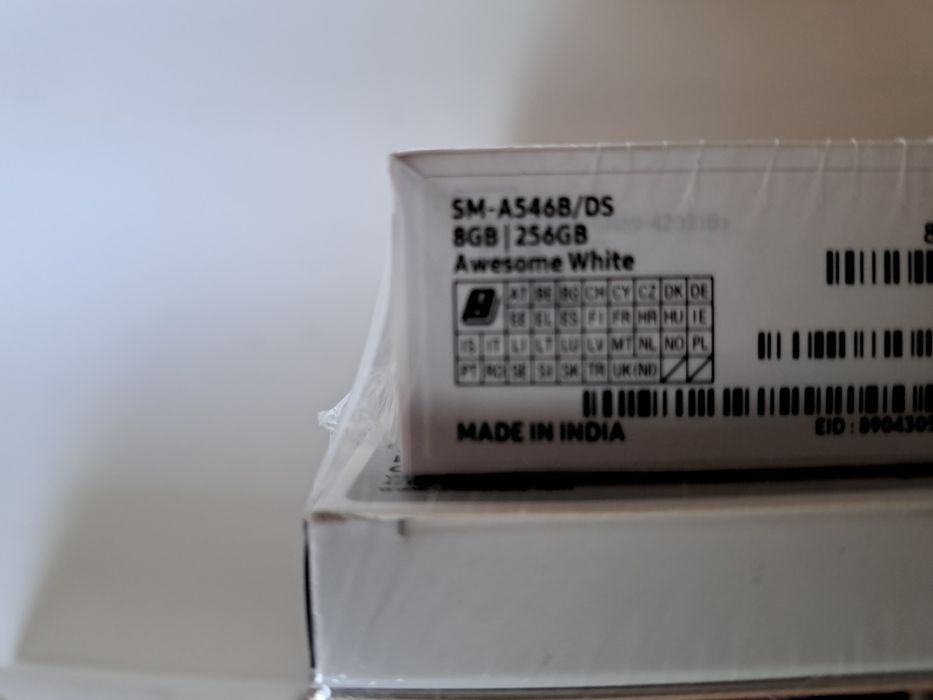 SM-A546B/DS
8GB | 256GB
Awesome White
AT BE BG CH CY CZ DK DE
EE EL ES FI FR HR HU IE
IS IT LI LT LU LV MT NL NO PL
PT RO SE SI SK TR UK(NI)
MADE IN INDIA
EID : 8904309